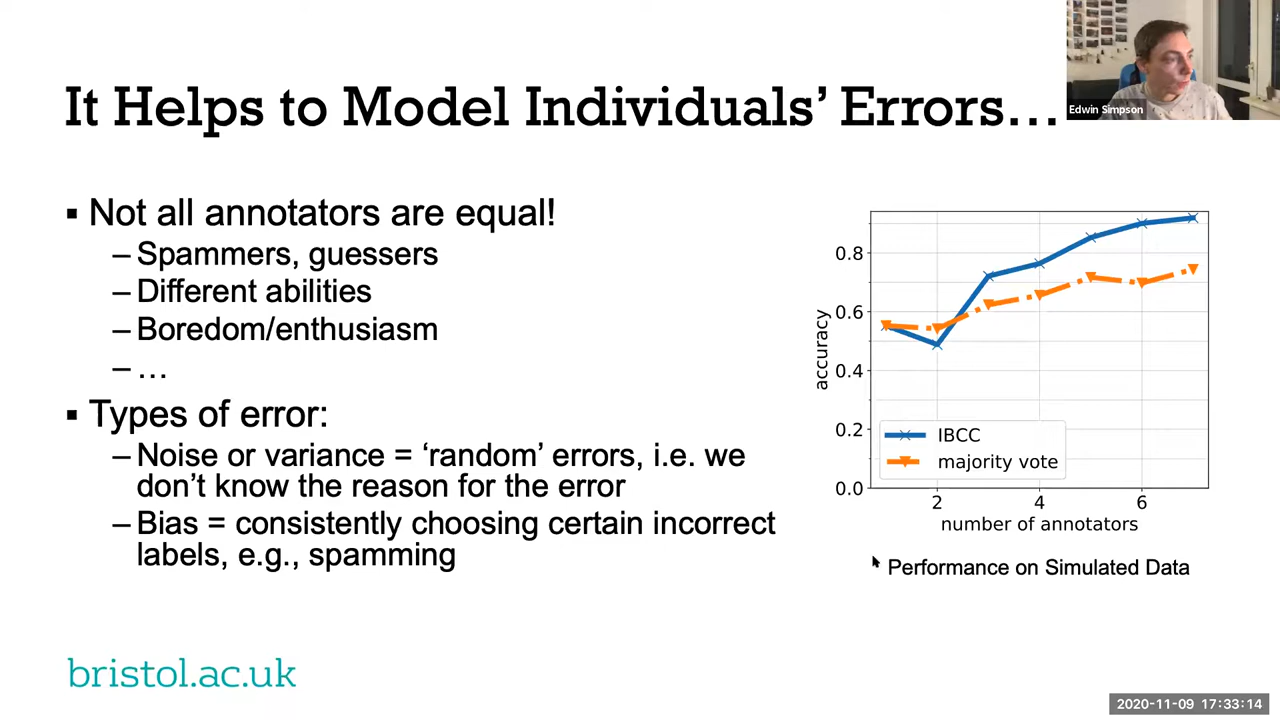 It Helps to Model Individuals’ Errors…
Edwin Simpson
▪ Not all annotators are equal!
– Spammers, guessers
– Different abilities
– Boredom/enthusiasm
– …
▪ Types of error:
– Noise or variance = ‘random’ errors, i.e. we
don’t know the reason for the error
– Bias = consistently choosing certain incorrect
labels, e.g., spamming
accuracy
0.8
0.6
0.4
0.2
0.0
IBCC
majority vote
2 4 6
number of annotators
Performance on Simulated Data
bristol.ac.uk
2020-11-09 17:33:14